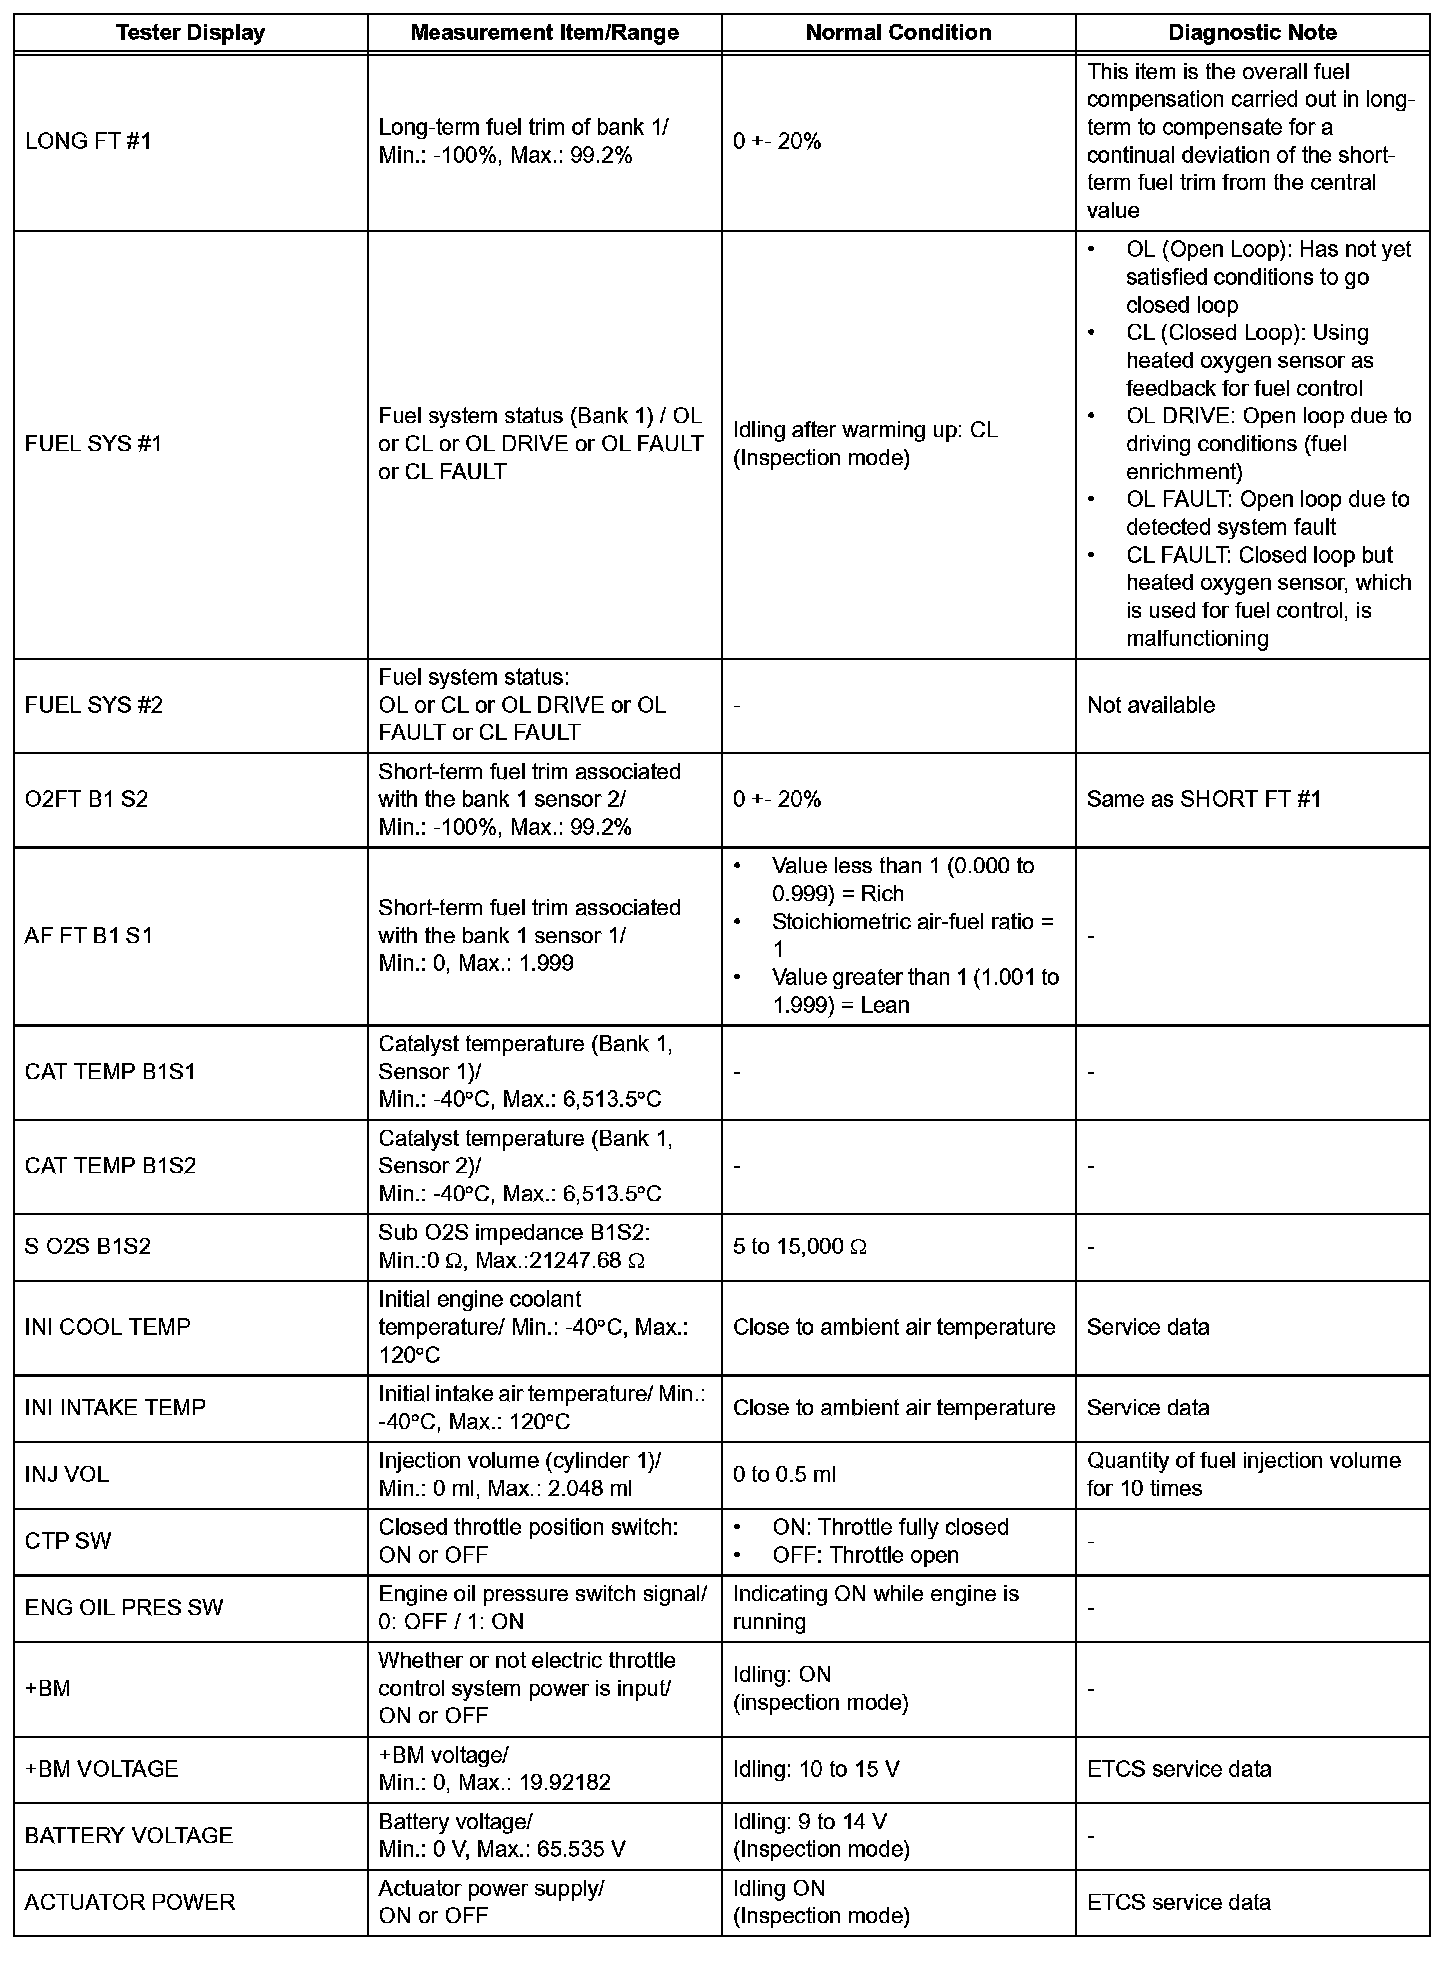 Tester Display
Measurement Item/Range
Normal Condition
Diagnostic Note
LONG FT #1
Long-term fuel trim of bank 1/
Min.: -100%, Max.: 99.2%
0 +- 20%
This item is the overall fuel
compensation carried out in long-
term to compensate for a
continual deviation of the short-
term fuel trim from the central
value
FUEL SYS #1
Fuel system status (Bank 1) / OL
or CL or OL DRIVE or OL FAULT
or CL FAULT
Idling after warming up: CL
(Inspection mode)
• OL (Open Loop): Has not yet
satisfied conditions to go
closed loop
• CL (Closed Loop): Using
heated oxygen sensor as
feedback for fuel control
• OL DRIVE: Open loop due to
driving conditions (fuel
enrichment)
• OL FAULT: Open loop due to
detected system fault
• CL FAULT: Closed loop but
heated oxygen sensor, which
is used for fuel control, is
malfunctioning
FUEL SYS #2
Fuel system status:
OL or CL or OL DRIVE or OL
FAULT or CL FAULT
-
Not available
O2FT B1 S2
Short-term fuel trim associated
with the bank 1 sensor 2/
Min.: -100%, Max.: 99.2%
0 +- 20%
Same as SHORT FT #1
AF FT B1 S1
Short-term fuel trim associated
with the bank 1 sensor 1/
Min.: 0, Max.: 1.999
• Value less than 1 (0.000 to
0.999) = Rich
• Stoichiometric air-fuel ratio =
1
• Value greater than 1 (1.001 to
1.999) = Lean
-
CAT TEMP B1S1
Catalyst temperature (Bank 1,
Sensor 1)/
Min.: -40°C, Max.: 6,513.5°C
-
-
CAT TEMP B1S2
Catalyst temperature (Bank 1,
Sensor 2)/
Min.: -40°C, Max.: 6,513.5°C
-
-
S O2S B1S2
Sub O2S impedance B1S2:
Min.:0 Ω, Max.:21247.68 Ω
5 to 15,000 Ω
-
INI COOL TEMP
Initial engine coolant
temperature/ Min.: -40°C, Max.:
120°C
Close to ambient air temperature
Service data
INI INTAKE TEMP
Initial intake air temperature/ Min.:
-40°C, Max.: 120°C
Close to ambient air temperature
Service data
INJ VOL
Injection volume (cylinder 1)/
Min.: 0 ml, Max.: 2.048 ml
0 to 0.5 ml
Quantity of fuel injection volume
for 10 times
CTP SW
Closed throttle position switch:
ON or OFF
• ON: Throttle fully closed
• OFF: Throttle open
-
ENG OIL PRES SW
Engine oil pressure switch signal/
0: OFF / 1: ON
Indicating ON while engine is
running
-
+BM
Whether or not electric throttle
control system power is input/
ON or OFF
Idling: ON
(inspection mode)
-
+BM VOLTAGE
+BM voltage/
Min.: 0, Max.: 19.92182
Idling: 10 to 15 V
ETCS service data
BATTERY VOLTAGE
Battery voltage/
Min.: 0 V, Max.: 65.535 V
Idling: 9 to 14 V
(Inspection mode)
-
ACTUATOR POWER
Actuator power supply/
ON or OFF
Idling ON
(Inspection mode)
ETCS service data